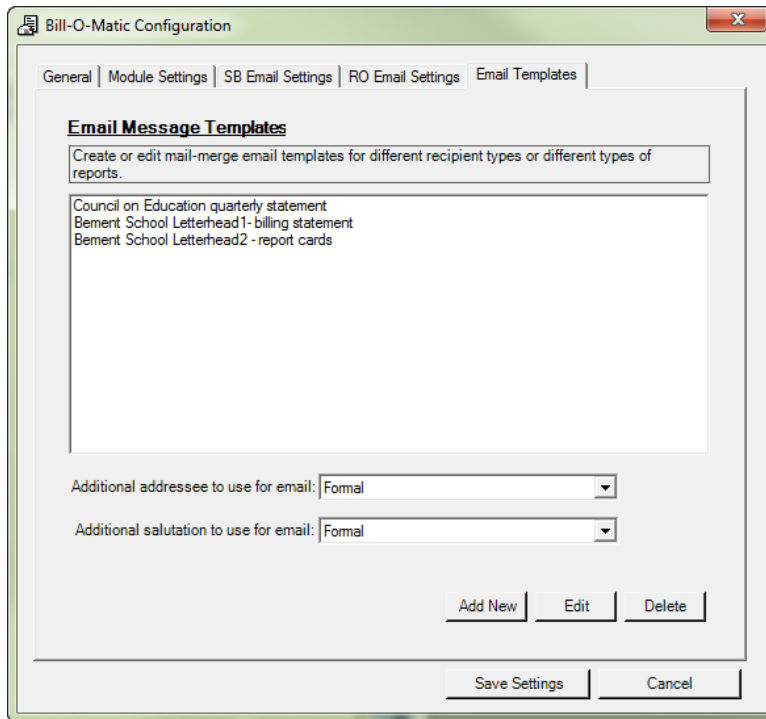 Bill-O-Matic Configuration
General
Module Settings
SB Email Settings
RO Email Settings
Email Templates
Email Message Templates
Create or edit mail-merge email templates for different recipient types or different types of
reports.
Council on Education quarterly statement
Bement School Letterhead1- billing statement
Bement School Letterhead2 - report cards
Additional addressee to use for email: Formal
Additional salutation to use for email: Formal
Add New
Edit
Delete
Save Settings
Cancel